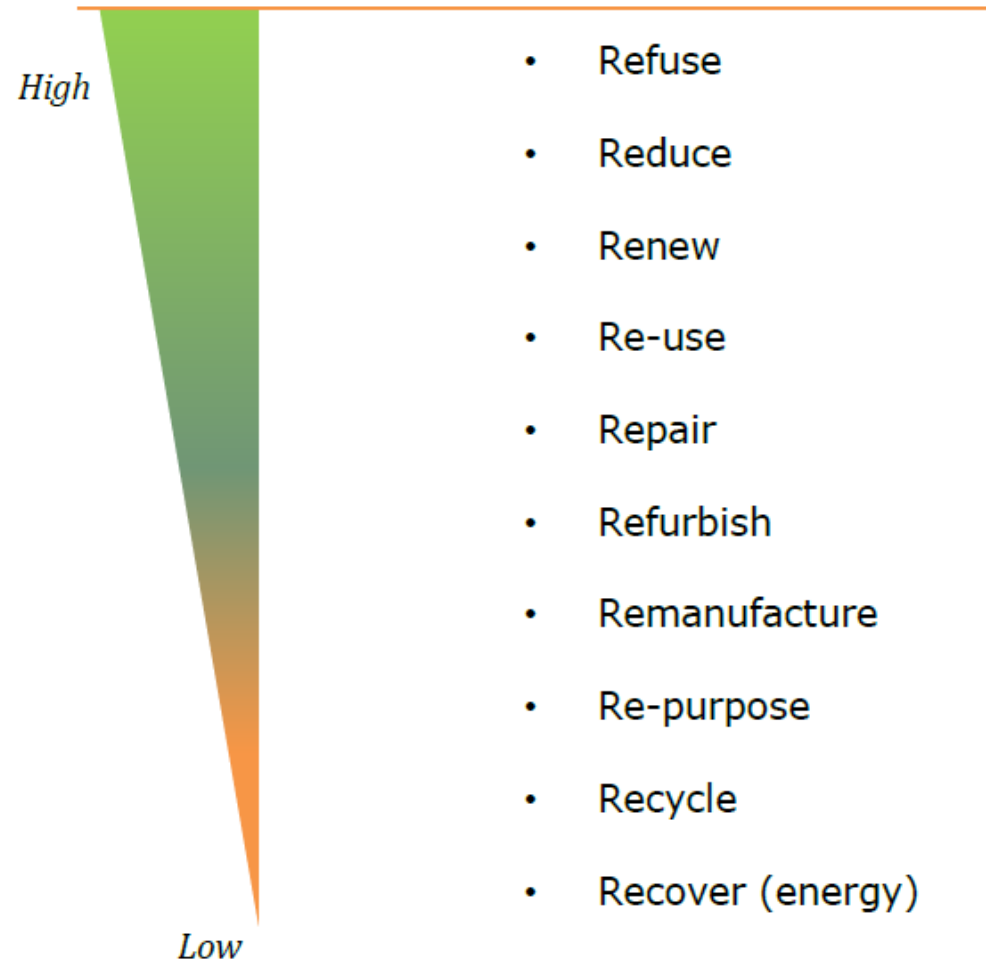 High
• Refuse
• Reduce
• Renew
• Re-use
• Repair
• Refurbish
• Remanufacture
• Re-purpose
• Recycle
• Recover (energy)
Low